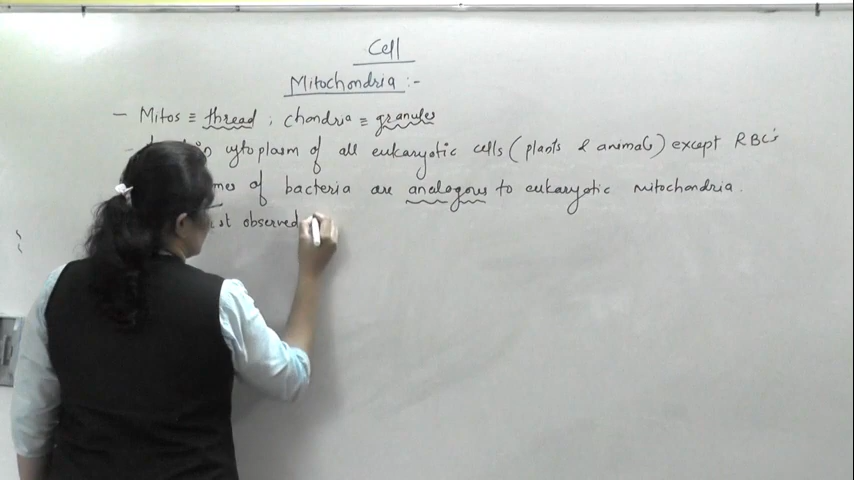 Cell
Mitochondria :-
- Mitos ≡ thread ; chondria ≡ granules
- cytoplasm of all eukaryotic cells (plants & animals) except RBC's
of bacteria are analogous to eukaryotic mitochondria.
observed